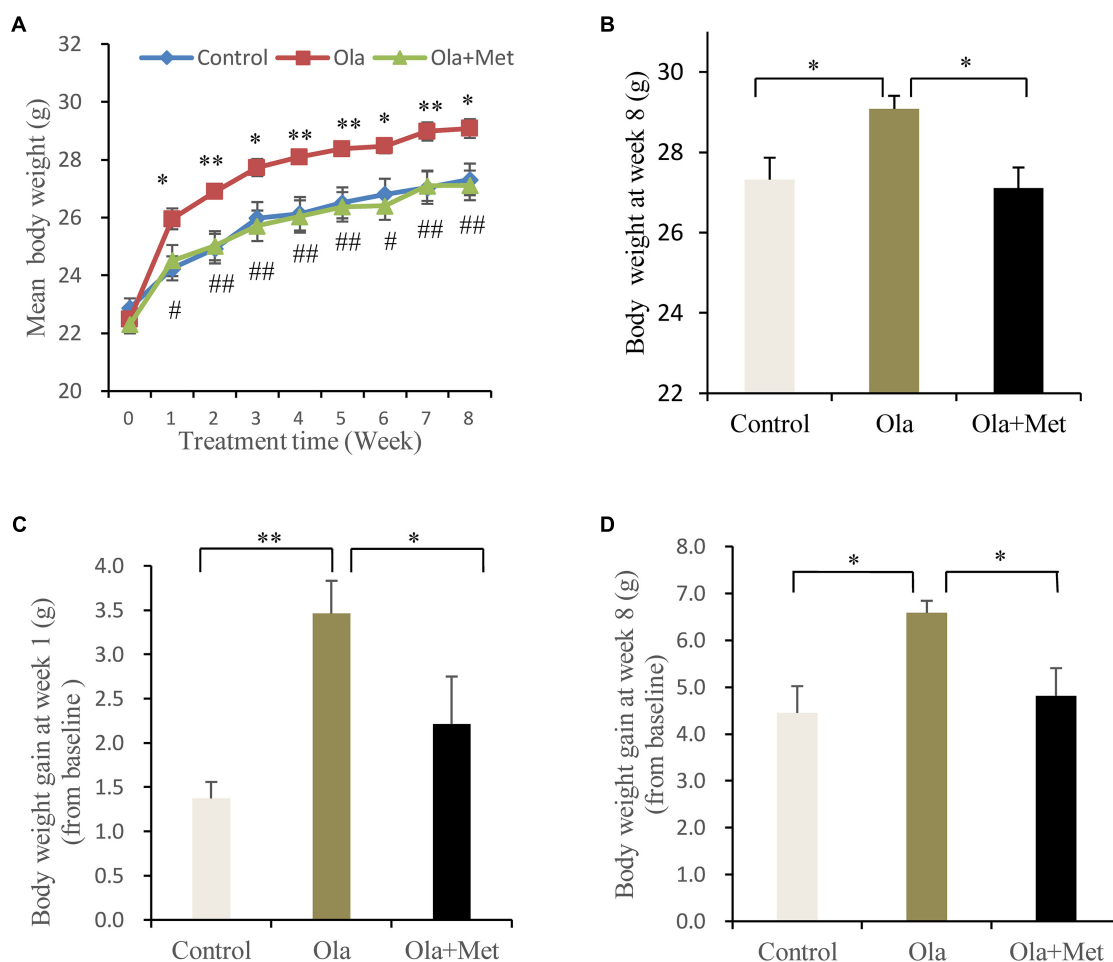 A
32
30
28
26
24
22
20
Mean body weight (g)
Control Ola Ola+Met
* ** * ** ** * ** *
# ## ## ## ## # ## ##
0 1 2 3 4 5 6 7 8
Treatment time (Week)
B
30
28
26
24
22
Body weight at week 8 (g)
* *
Control Ola Ola+Met
C
4.0
3.5
3.0
2.5
2.0
1.5
1.0
0.5
0.0
Body weight gain at week 1 (g)
(from baseline )
** *
Control Ola Ola+Met
D
8.0
7.0
6.0
5.0
4.0
3.0
2.0
1.0
0.0
Body weight gain at week 8 (g)
(from baseline)
* *
Control Ola Ola+Met